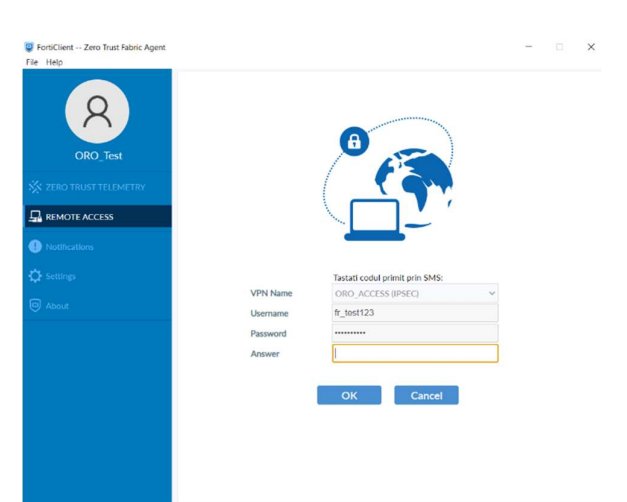 FortiClient -- Zero Trust Fabric Agent
File Help
ORO_Test
ZERO TRUST TELEMETRY
REMOTE ACCESS
Notifications
Settings
About
Tastati codul primit prin SMS:
VPN Name ORO_ACCESS (IPSEC)
Username fr_test123
Password ••••••••••
Answer
OK Cancel